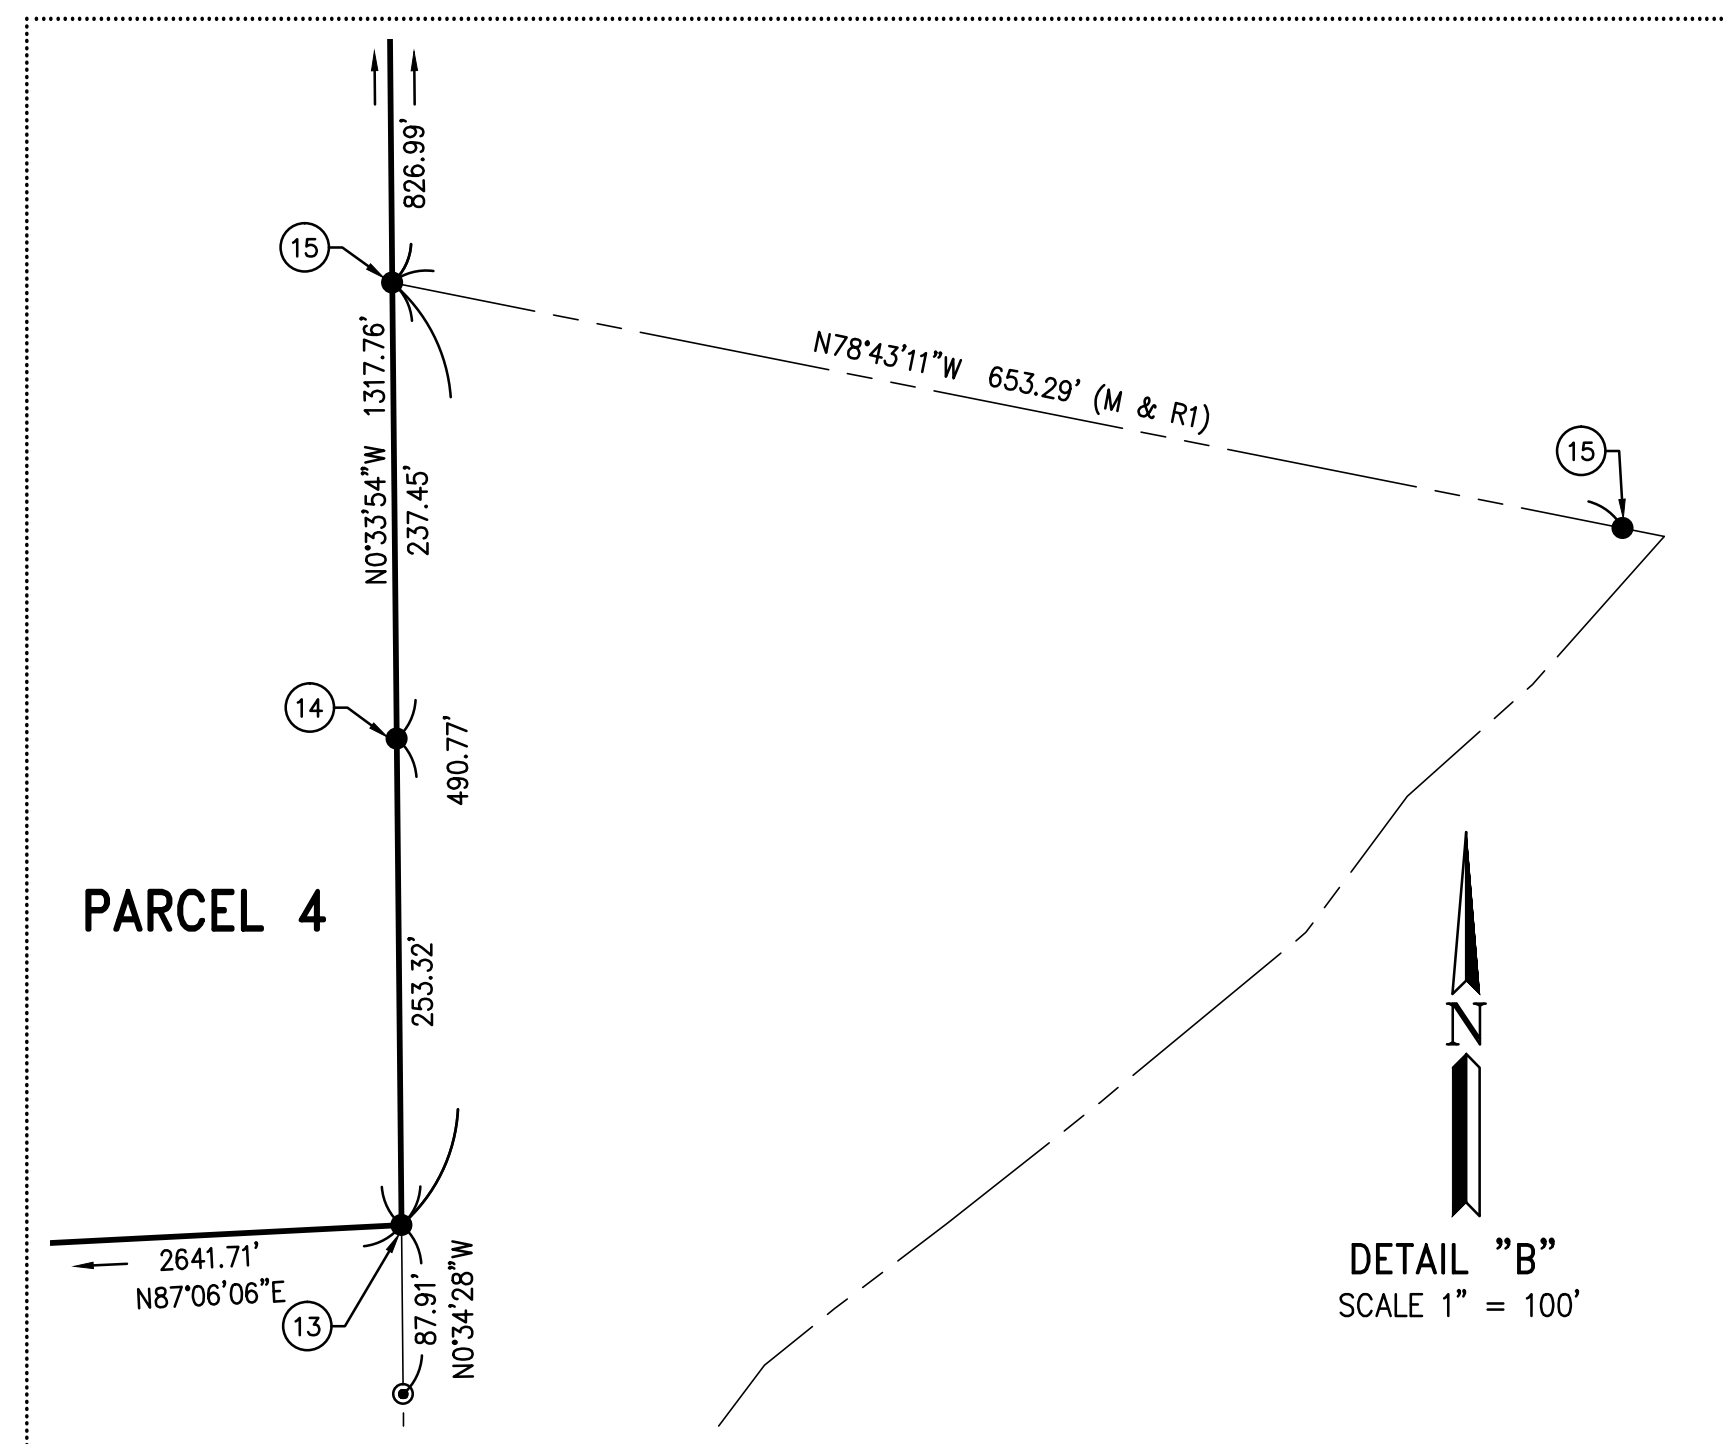 826.99'
15
1317.76'
N0°33'54"W
237.45'
N78°43'11"W 653.29' (M & R1)
15
14
490.77'
PARCEL 4
253.32'
N
2641.71'
N87°06'06"E
13
87.91'
N0°34'28"W
DETAIL "B"
SCALE 1" = 100'